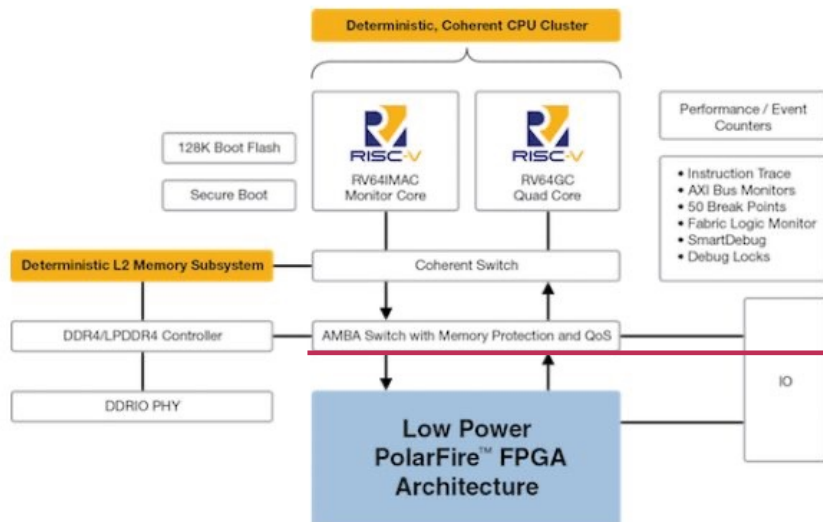 Deterministic, Coherent CPU Cluster
RISC-V
RV64IMAC
Monitor Core
RISC-V
RV64GC
Quad Core
128K Boot Flash
Secure Boot
Performance / Event
Counters
• Instruction Trace
• AXI Bus Monitors
• 50 Break Points
• Fabric Logic Monitor
• SmartDebug
• Debug Locks
Deterministic L2 Memory Subsystem
Coherent Switch
DDR4/LPDDR4 Controller
AMBA Switch with Memory Protection and QoS
DDRIO PHY
IO
Low Power
PolarFire™ FPGA
Architecture